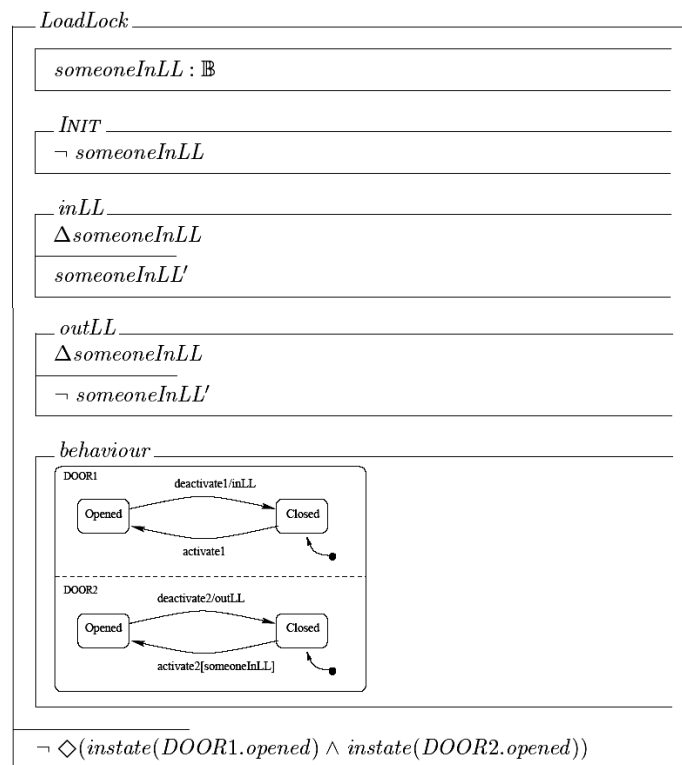 LoadLock
someoneInLL : 𝔹
INIT
¬ someoneInLL
inLL
ΔsomeoneInLL
someoneInLL′
outLL
ΔsomeoneInLL
¬ someoneInLL′
behaviour
DOOR1
deactivate1/inLL
Opened Closed
activate1
DOOR2
deactivate2/outLL
Opened Closed
activate2[someoneInLL]
¬ ◇(instate(DOOR1.opened) ∧ instate(DOOR2.opened))